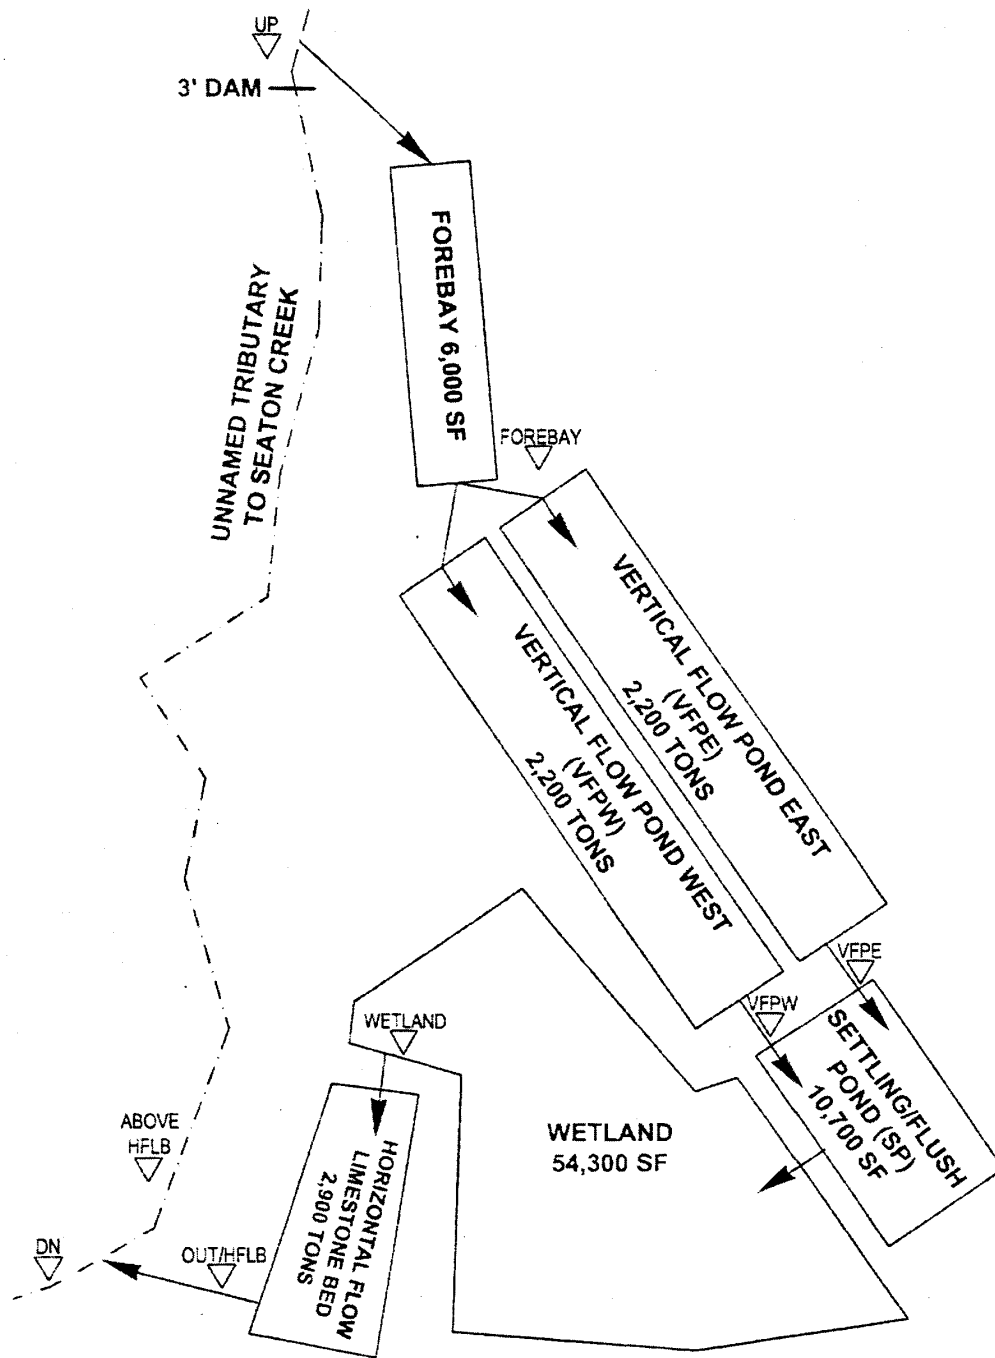 UP
3' DAM
UNNAMED TRIBUTARY
TO SEATON CREEK
FOREBAY 6,000 SF
FOREBAY
VERTICAL FLOW POND EAST
(VFPE)
2,200 TONS
VERTICAL FLOW POND WEST
(VFPW)
2,200 TONS
VFPE
VFPW
SETTLING/FLUSH
POND (SP)
10,700 SF
WETLAND
WETLAND
54,300 SF
ABOVE
HFLB
HORIZONTAL FLOW
LIMESTONE BED
2,900 TONS
DN
OUT/HFLB